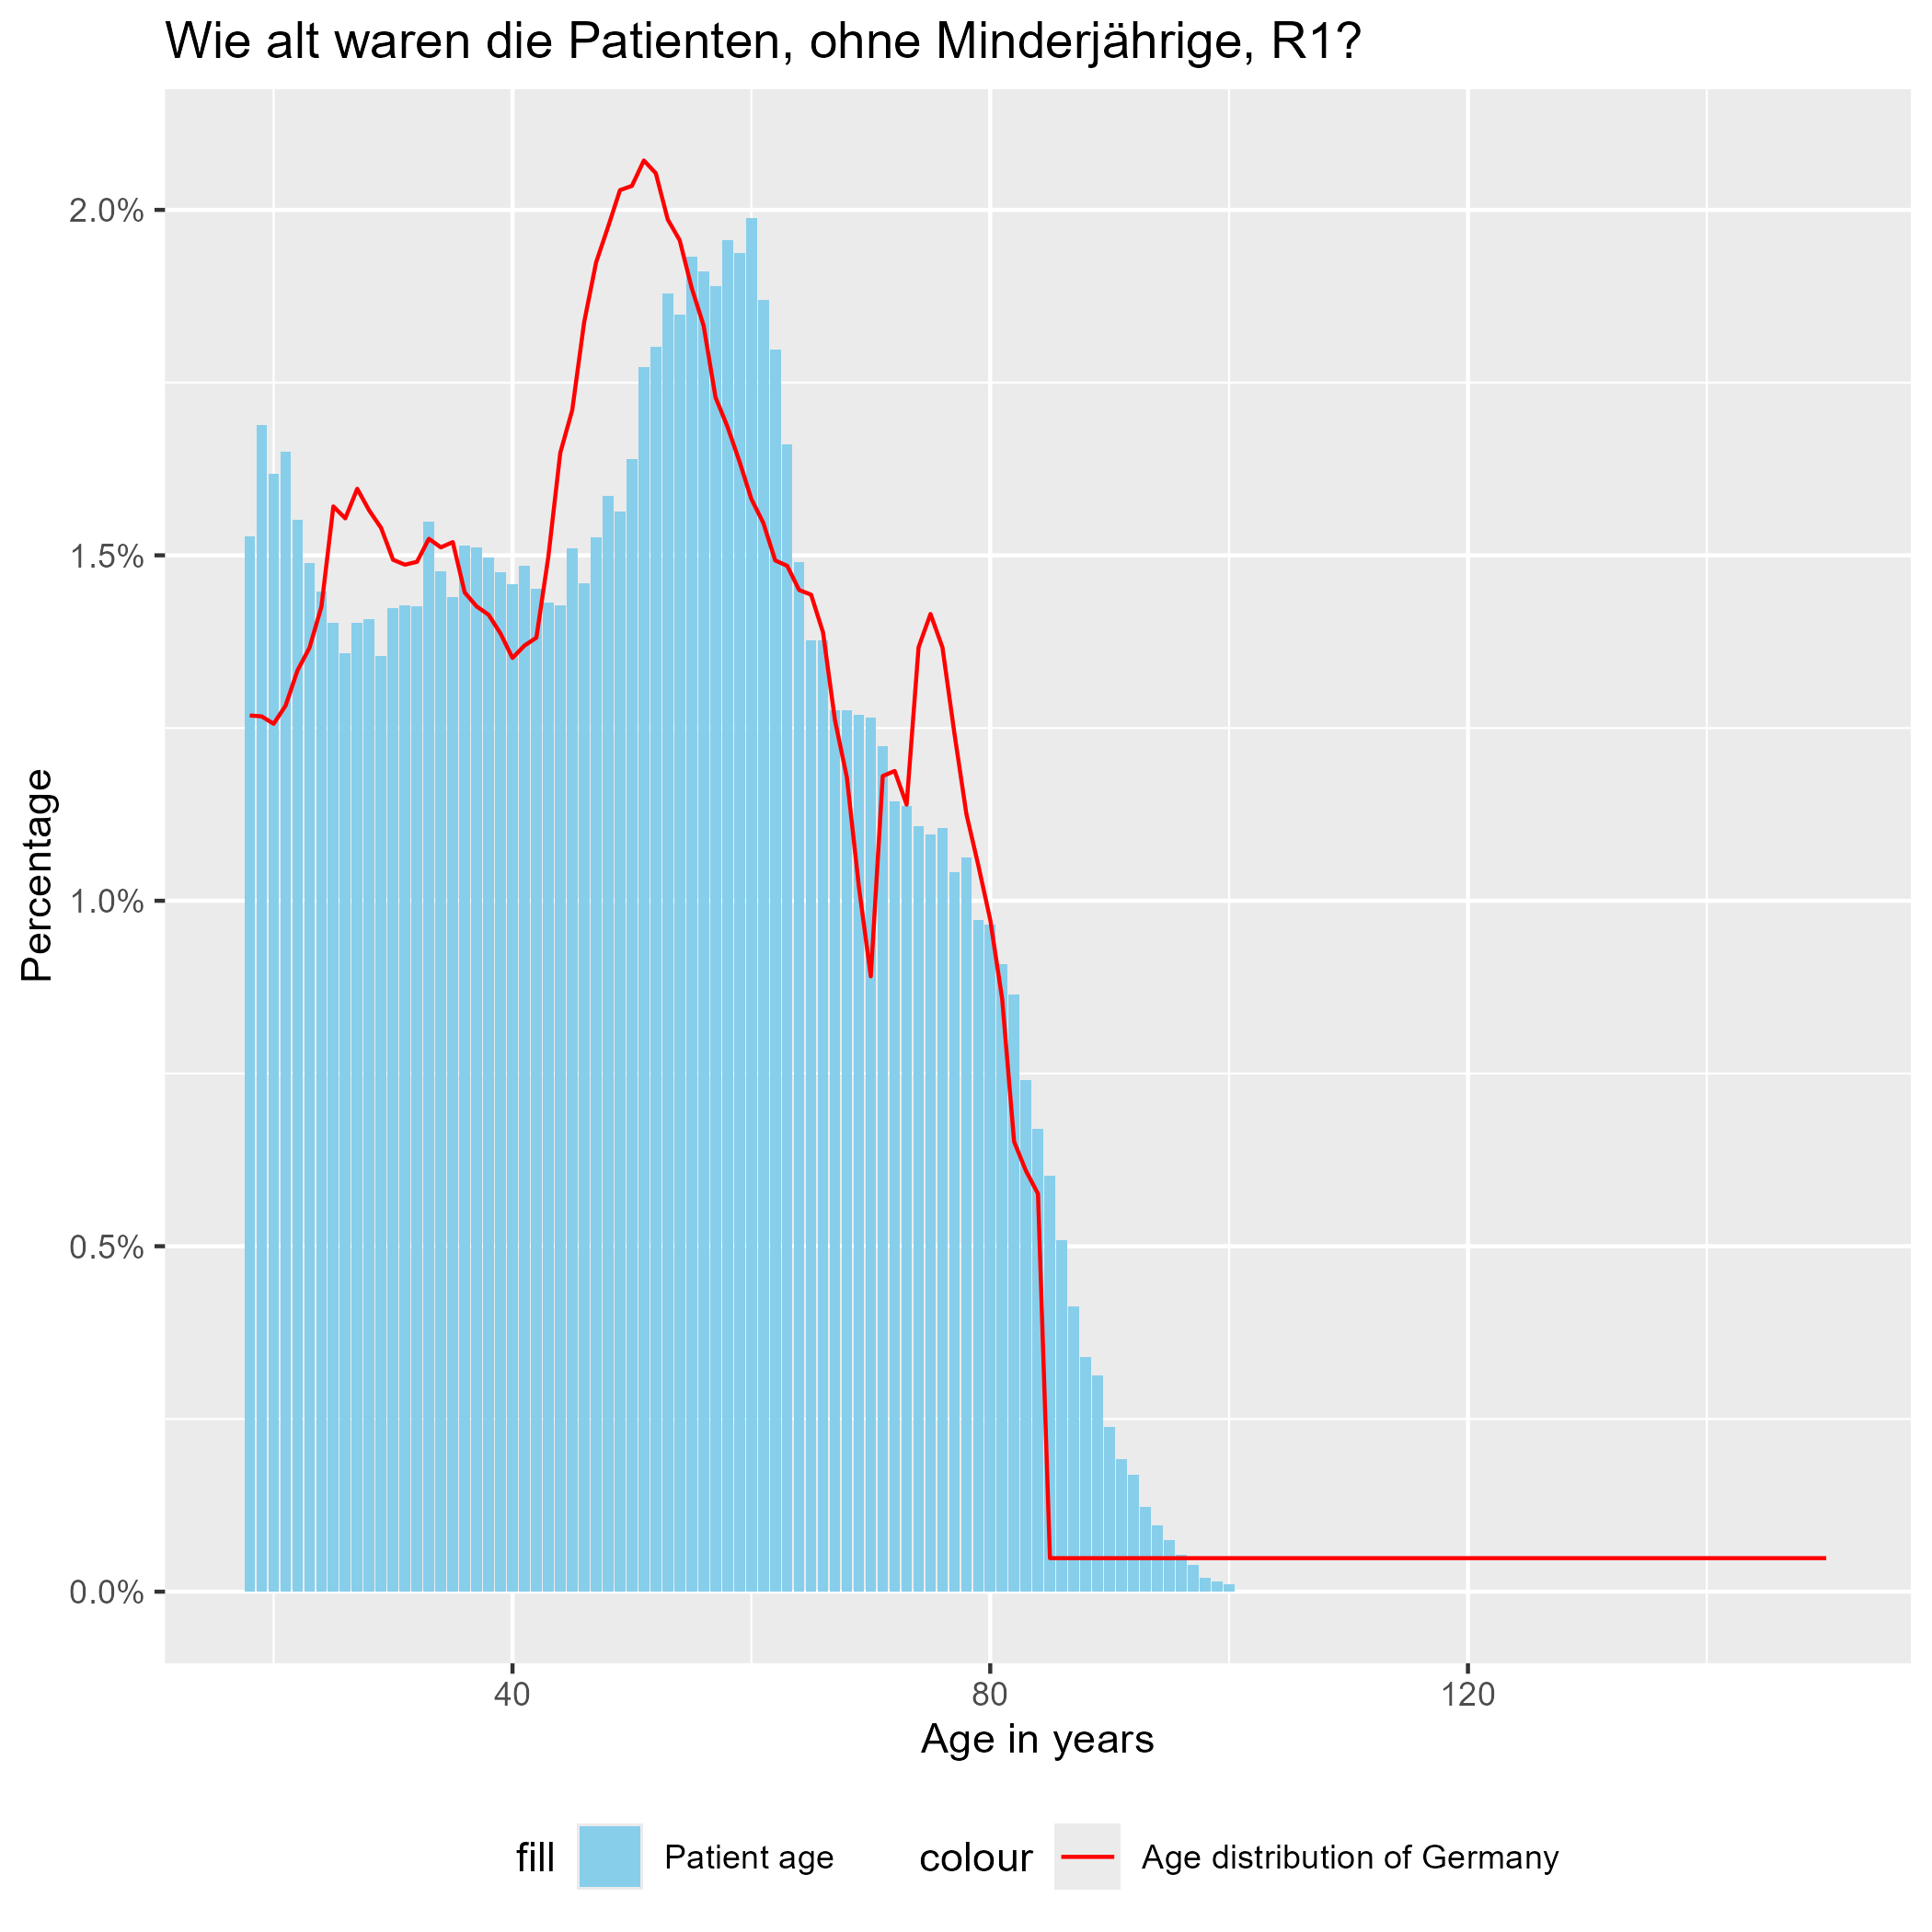 Wie alt waren die Patienten, ohne Minderjährige, R1?
Percentage
2.0%
1.5%
1.0%
0.5%
0.0%
40 80 120
Age in years
fill Patient age colour Age distribution of Germany